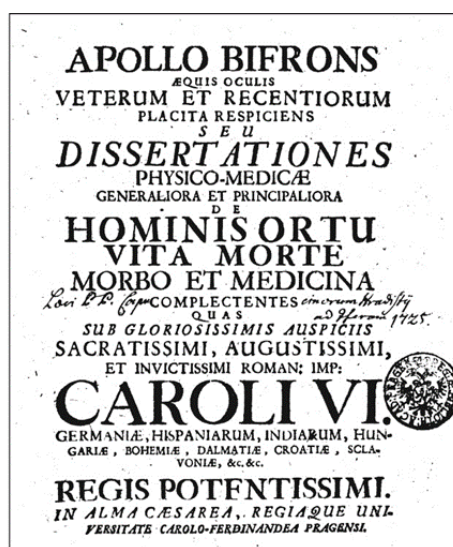 APOLLO BIFRONS
ÆQUIS OCULIS
VETERUM ET RECENTIORUM
PLACITA RESPICIENS
SEU
DISSERTATIONES
PHYSICO-MEDICÆ
GENERALIORA ET PRINCIPALIORA
DE
HOMINIS ORTU
VITA MORTE
MORBO ET MEDICINA
COMPLECTENTES
QUAS
ad 1725.
SUB GLORIOSISSIMIS AUSPICIIS
SACRATISSIMI, AUGUSTISSIMI,
ET INVICTISSIMI ROMAN: IMP:
CAROLI VI.
GERMANIÆ, HISPANIARUM, INDIARUM, HUN-
GARIÆ, BOHEMIÆ, DALMATIÆ, CROATIÆ, SCLA-
VONIÆ, &c. &c.
REGIS POTENTISSIMI.
IN ALMA CÆSAREA, REGIAQUE UNI-
VERSITATE CAROLO-FERDINANDEA PRAGENSI.